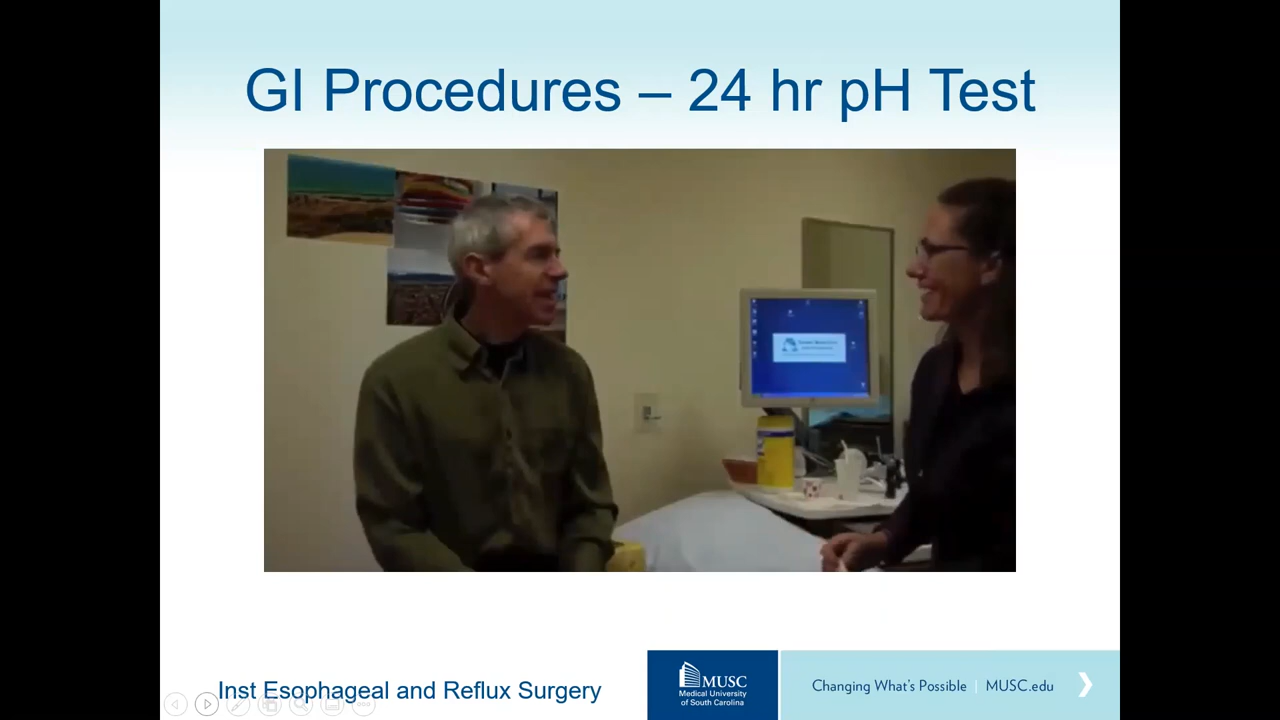 GI Procedures – 24 hr pH Test
Inst Esophageal and Reflux Surgery
MUSC
Medical University
of South Carolina
Changing What's Possible | MUSC.edu